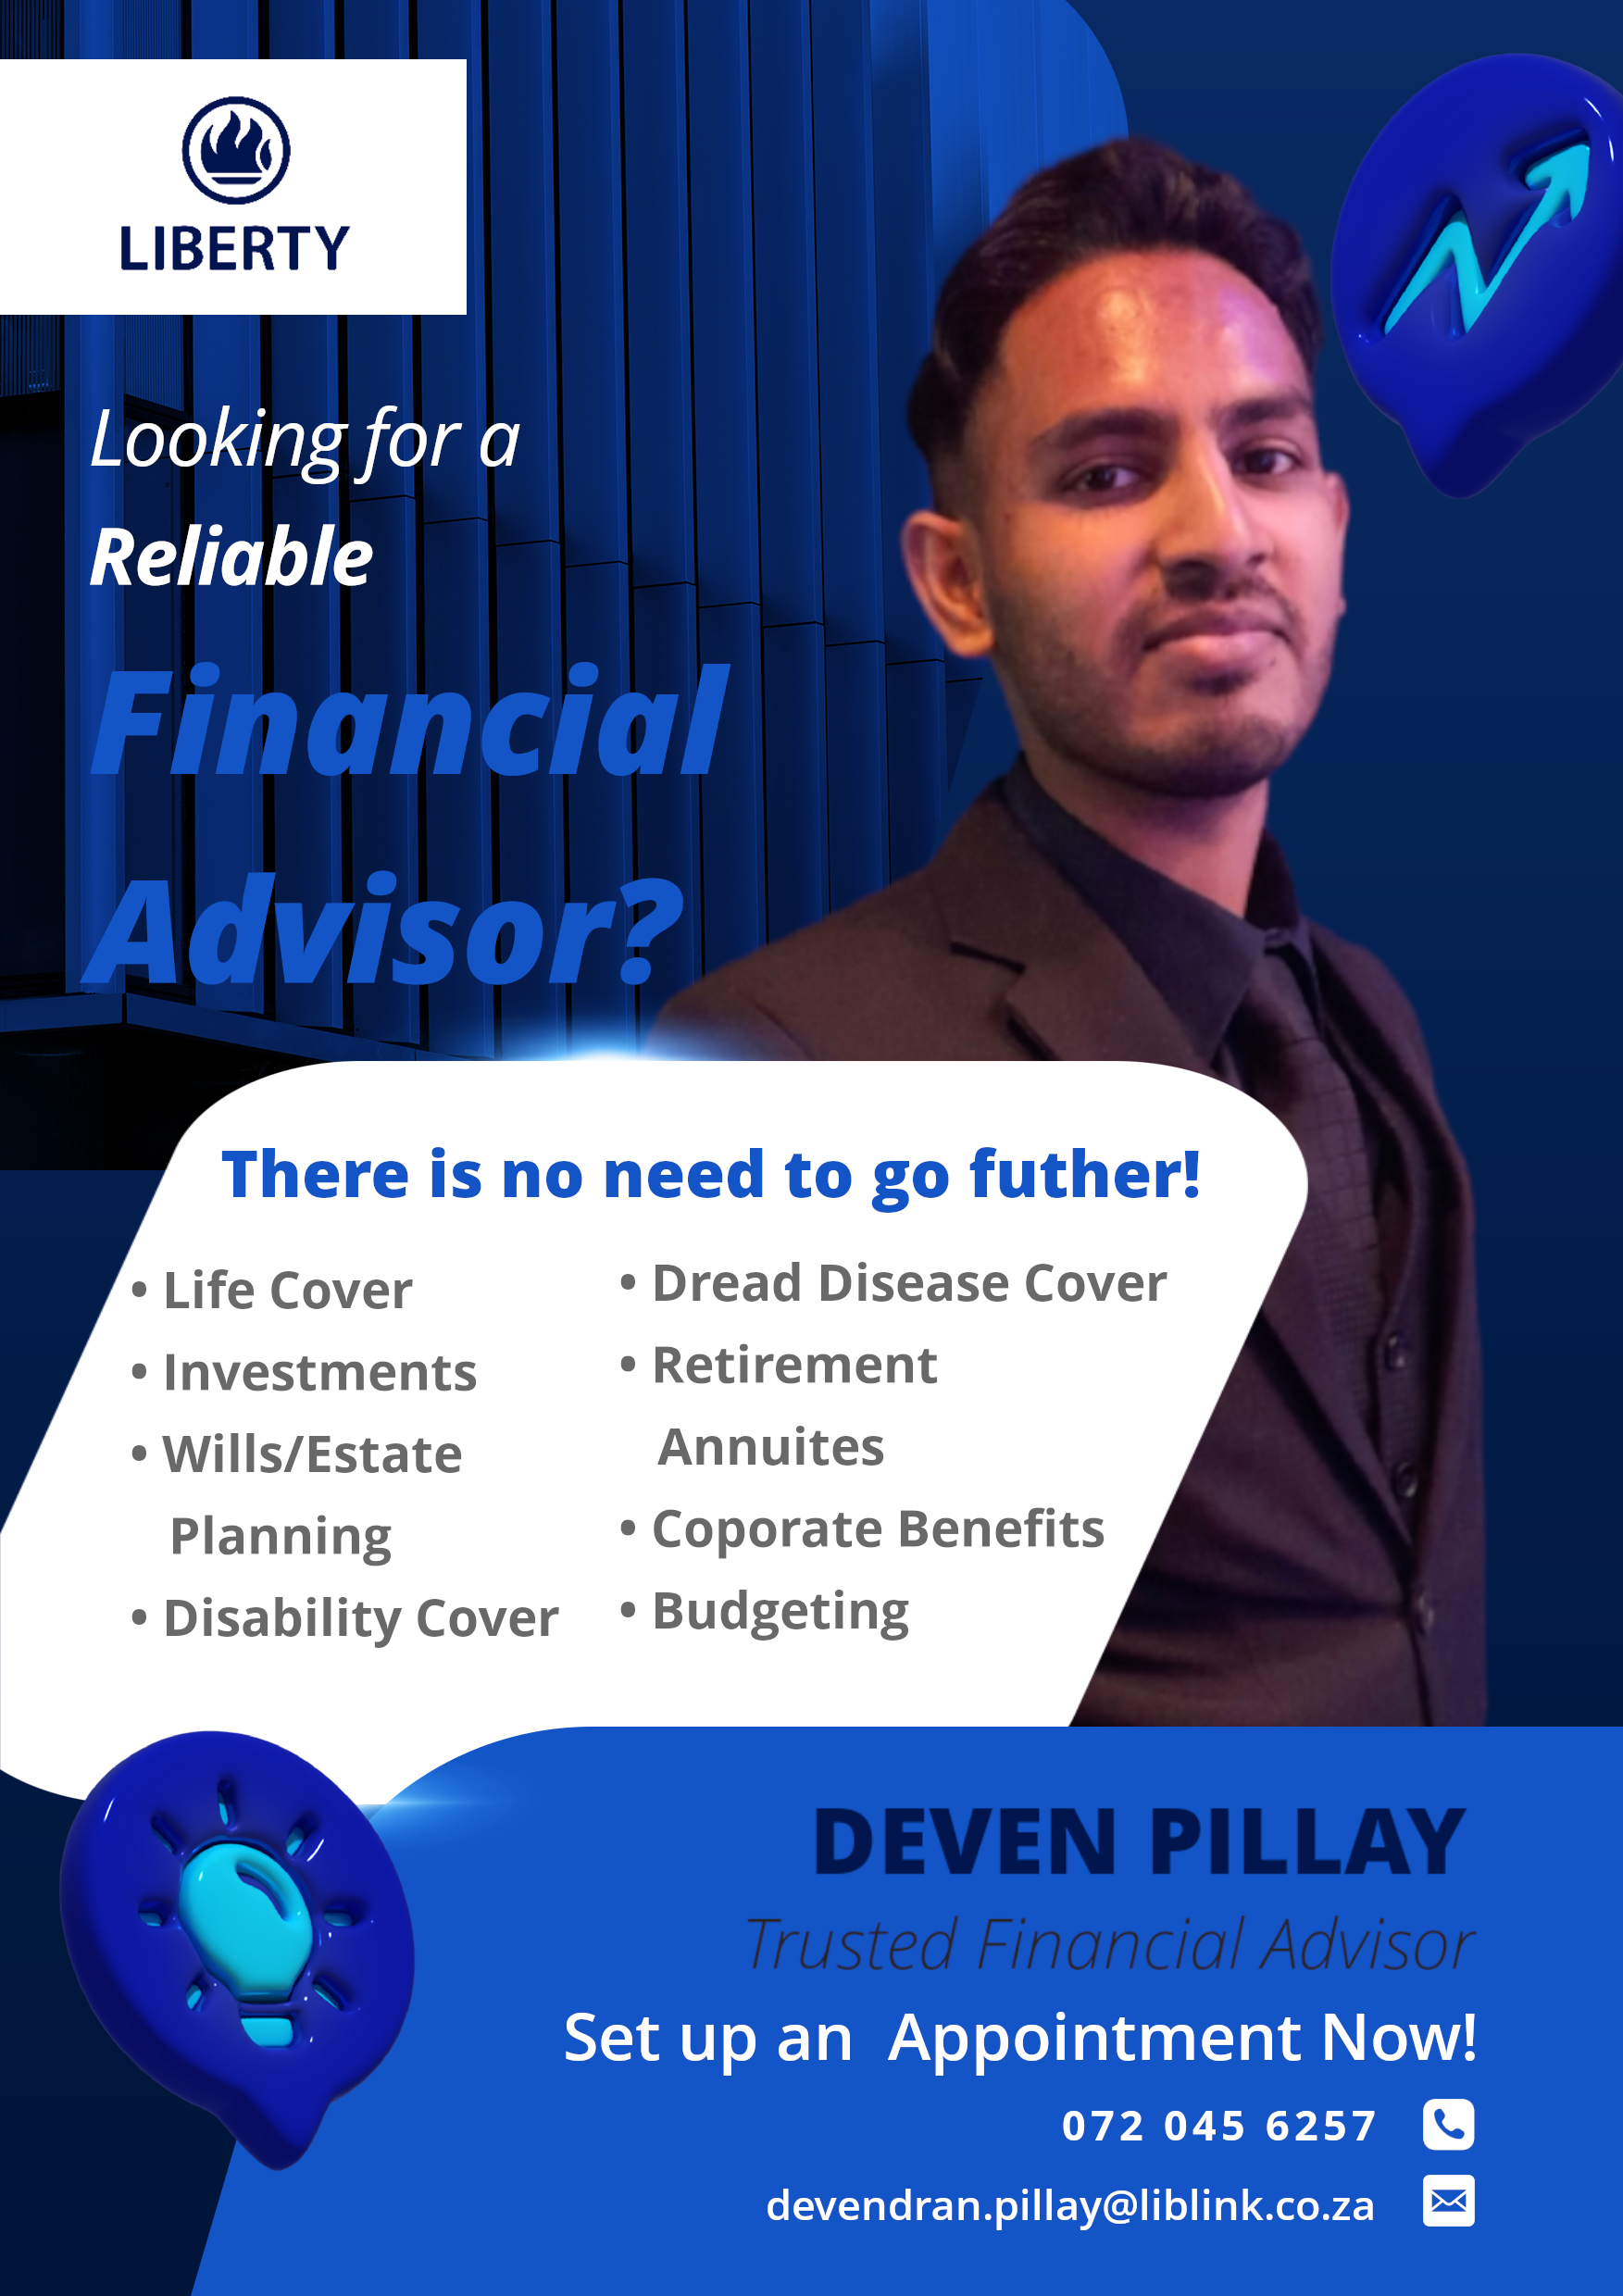 LIBERTY
Looking for a
Reliable
Financial
Advisor?
There is no need to go futher!
• Life Cover
• Investments
• Wills/Estate
Planning
• Disability Cover
• Dread Disease Cover
• Retirement
Annuites
• Coporate Benefits
• Budgeting
DEVEN PILLAY
Trusted Financial Advisor
Set up an Appointment Now!
072 045 6257
devendran.pillay@liblink.co.za